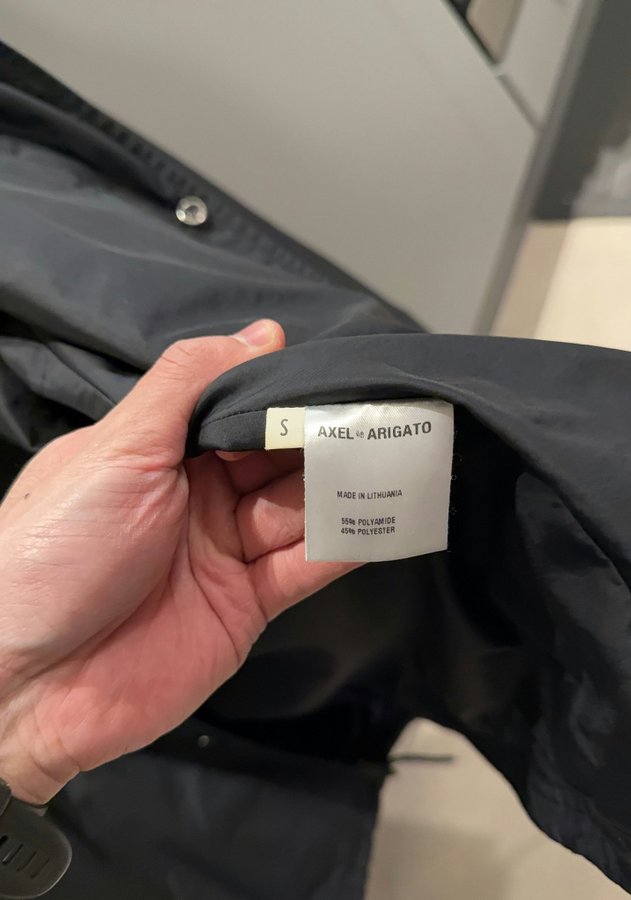 S
AXEL ARIGATO
MADE IN LITHUANIA
55% POLYAMIDE
45% POLYESTER